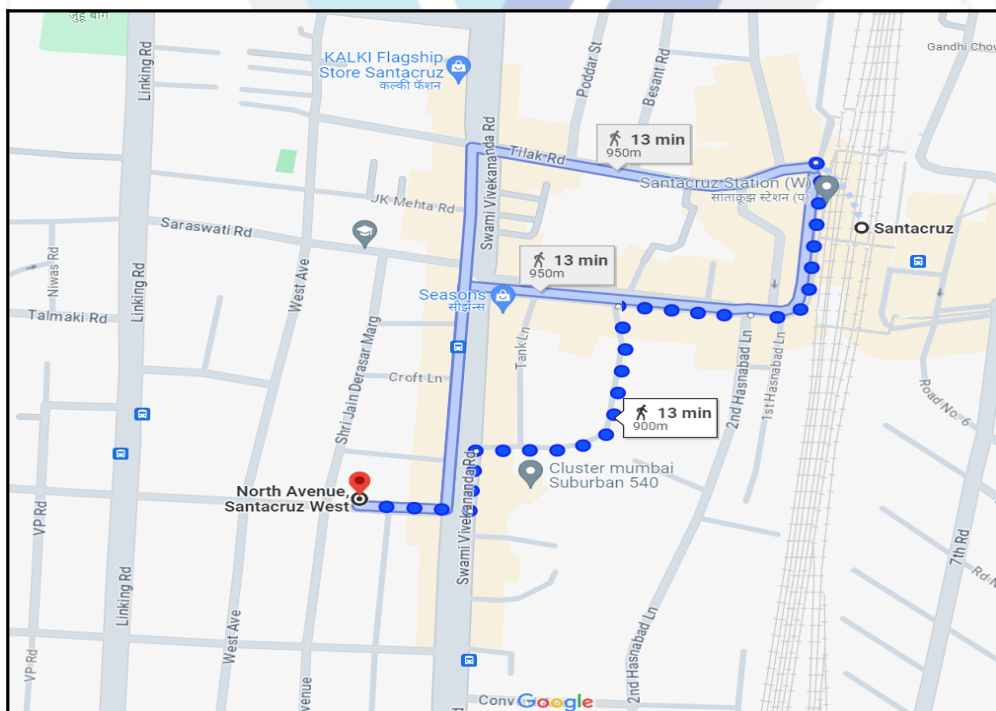 जुहू बाग
Linking Rd
KALKI Flagship
Store Santacruz
कल्की फॅशन
Poddar St
Besant Rd
Swami Vivekananda Rd
Tilak Rd
13 min
950m
Santacruz Station (W)
सांताक्रूझ स्टेशन (प)
Santacruz
JK Mehta Rd
Saraswati Rd
Niwas Rd
Linking Rd
West Ave
13 min
950m
Seasons
सीझन्स
Talmaki Rd
Shri Jain Derasar Marg
Croft Ln
Tank Ln
2nd Hasnabad Ln
1st Hasnabad Ln
13 min
900m
Road No. 6
North Avenue,
Santacruz West
Swami Vivekananda Rd
Cluster mumbai
Suburban 540
VP Rd
Linking Rd
7th Rd
VP Rd
West Ave
2nd Hasnabad Ln
Google